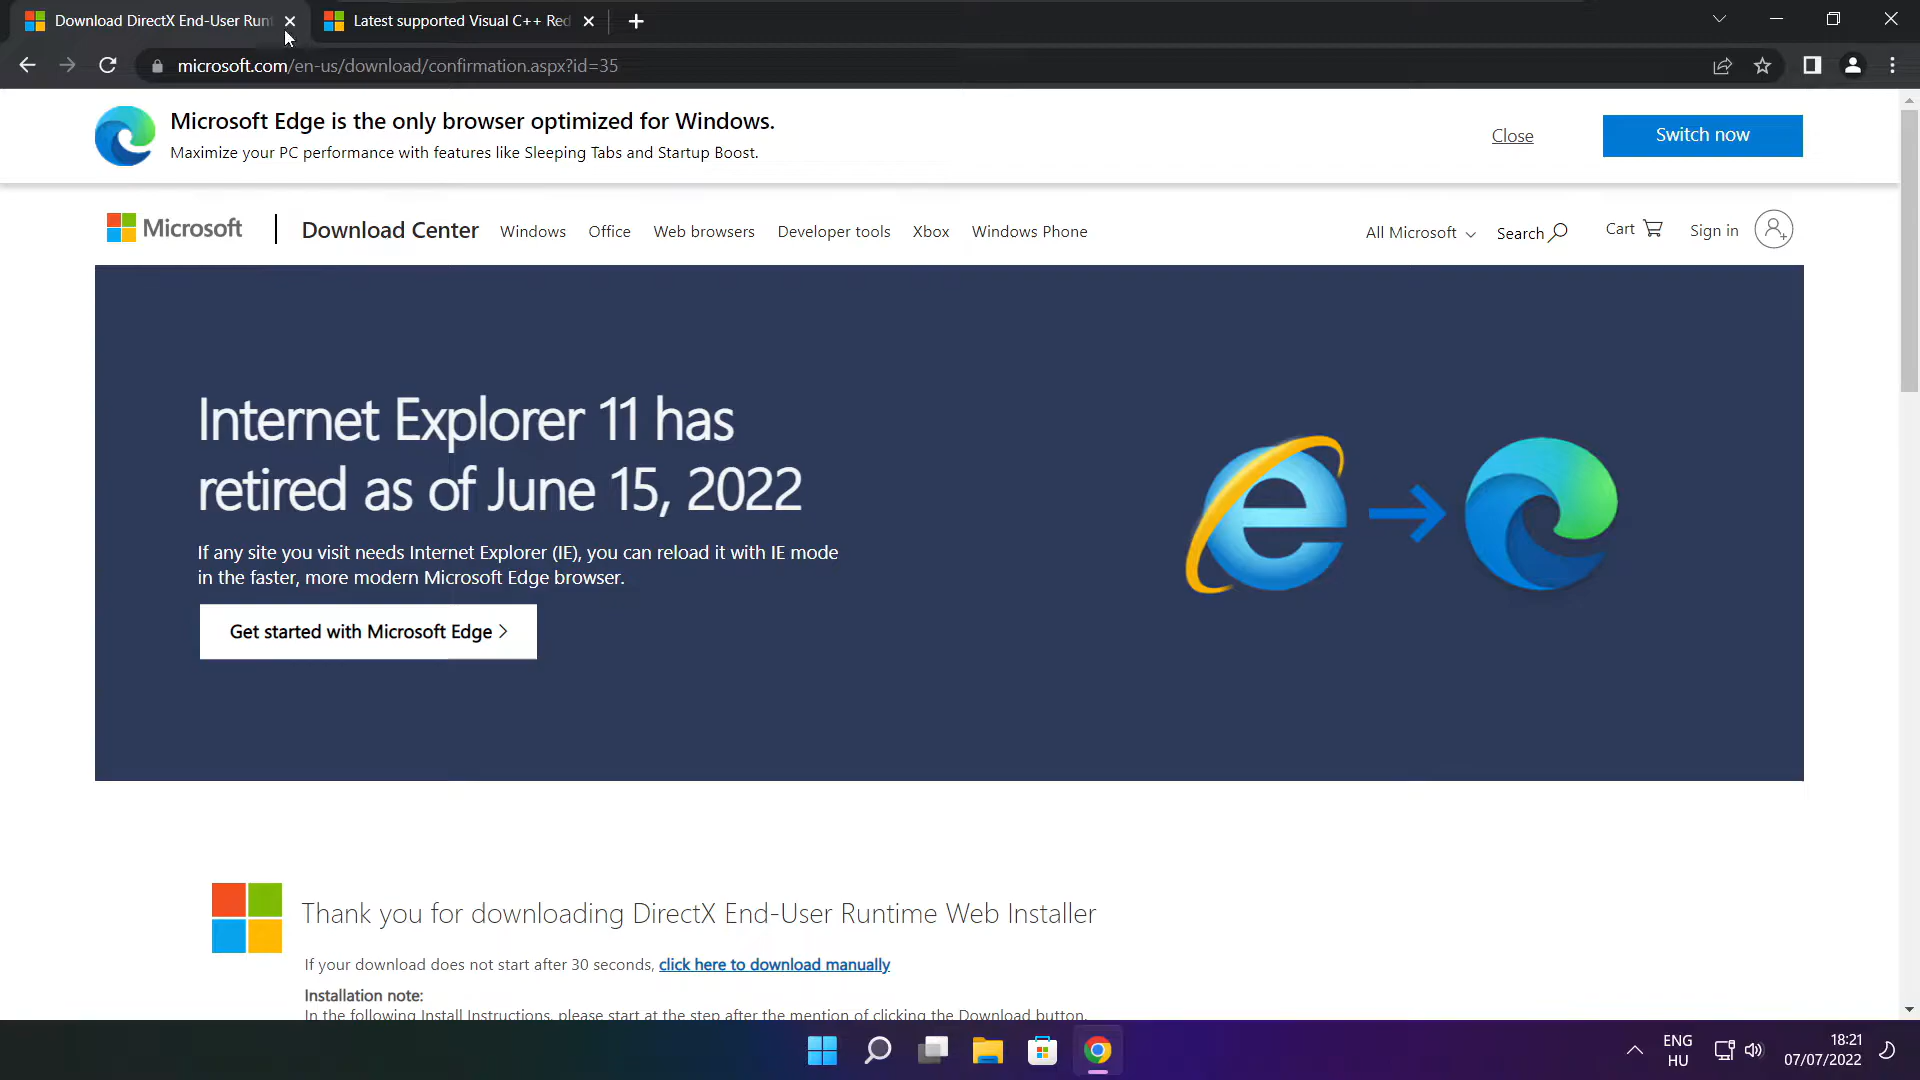 Download DirectX End-User Run
Latest supported Visual C++ Red
microsoft.com/en-us/download/confirmation.aspx?id=35
Microsoft Edge is the only browser optimized for Windows.
Maximize your PC performance with features like Sleeping Tabs and Startup Boost.
Close
Switch now
Microsoft
Download Center
Windows
Office
Web browsers
Developer tools
Xbox
Windows Phone
All Microsoft
Search
Cart
Sign in
Internet Explorer 11 has
retired as of June 15, 2022
If any site you visit needs Internet Explorer (IE), you can reload it with IE mode
in the faster, more modern Microsoft Edge browser.
Get started with Microsoft Edge
Thank you for downloading DirectX End-User Runtime Web Installer
If your download does not start after 30 seconds, click here to download manually
Installation note:
In the following Install Instructions, please start at the step after the mention of clicking the Download button.
ENG
HU
18:21
07/07/2022